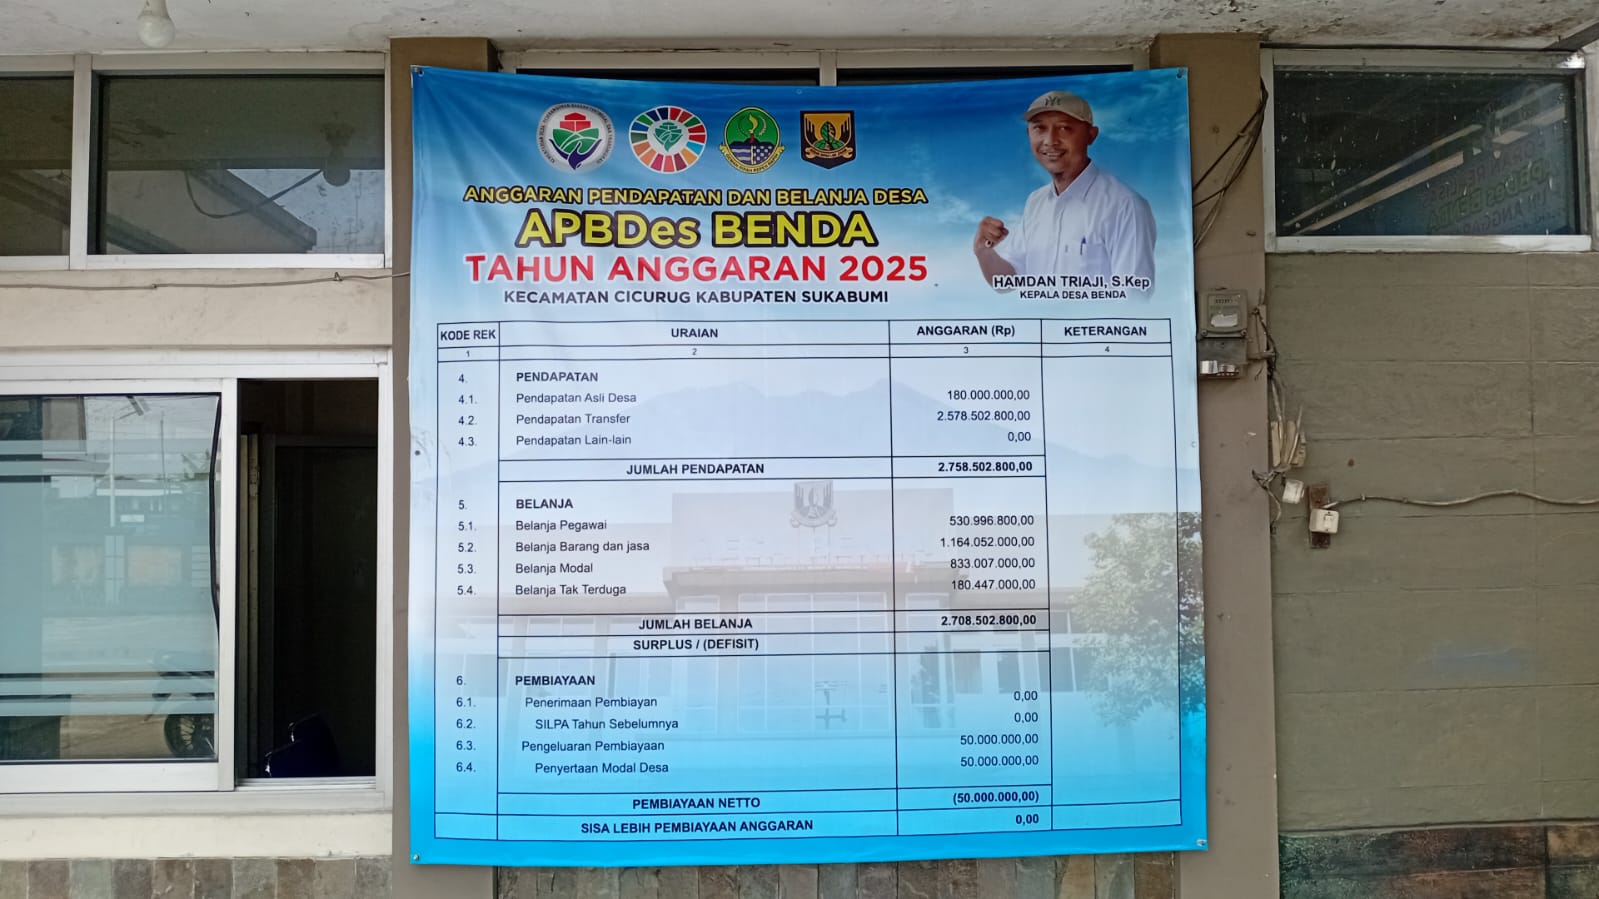 ANGGARAN PENDAPATAN DAN BELANJA DESA
APBDes BENDA
TAHUN ANGGARAN 2025
KECAMATAN CICURUG KABUPATEN SUKABUMI
HAMDAN TRIAJI, S.Kep
KEPALA DESA BENDA
KODE REK URAIAN ANGGARAN (Rp) KETERANGAN
1 2 3 4
4. PENDAPATAN
4.1. Pendapatan Asli Desa 180.000.000,00
4.2. Pendapatan Transfer 2.578.502.800,00
4.3. Pendapatan Lain-lain 0,00
JUMLAH PENDAPATAN 2.758.502.800,00
5. BELANJA
5.1. Belanja Pegawai 530.996.800,00
5.2. Belanja Barang dan jasa 1.164.052.000,00
5.3. Belanja Modal 833.007.000,00
5.4. Belanja Tak Terduga 180.447.000,00
JUMLAH BELANJA 2.708.502.800,00
SURPLUS / (DEFISIT)
6. PEMBIAYAAN
6.1. Penerimaan Pembiayan 0,00
6.2. SILPA Tahun Sebelumnya 0,00
6.3. Pengeluaran Pembiayaan 50.000.000,00
6.4. Penyertaan Modal Desa 50.000.000,00
PEMBIAYAAN NETTO (50.000.000,00)
SISA LEBIH PEMBIAYAAN ANGGARAN 0,00